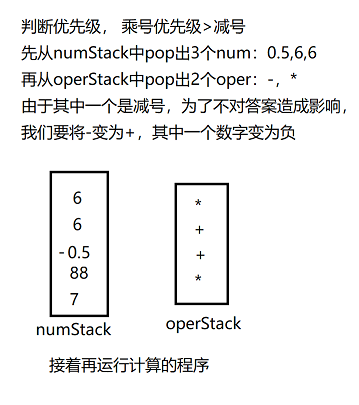 判断优先级， 乘号优先级>减号
先从numStack中pop出3个num：0.5,6,6
再从operStack中pop出2个oper：-，*
由于其中一个是减号，为了不对答案造成影响，
我们要将-变为+，其中一个数字变为负
6
6
-0.5
88
7
numStack
*
+
+
*
operStack
接着再运行计算的程序